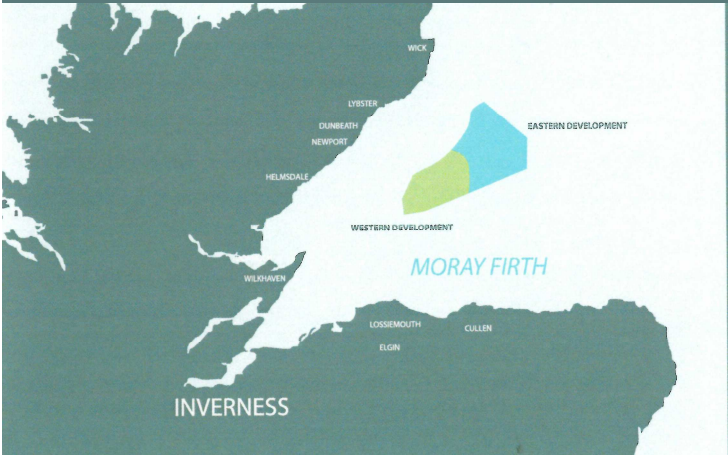 WICK
LYBSTER
DUNBEATH
NEWPORT
HELMSDALE
EASTERN DEVELOPMENT
WESTERN DEVELOPMENT
MORAY FIRTH
WILKHAVEN
LOSSIEMOUTH
CULLEN
ELGIN
INVERNESS